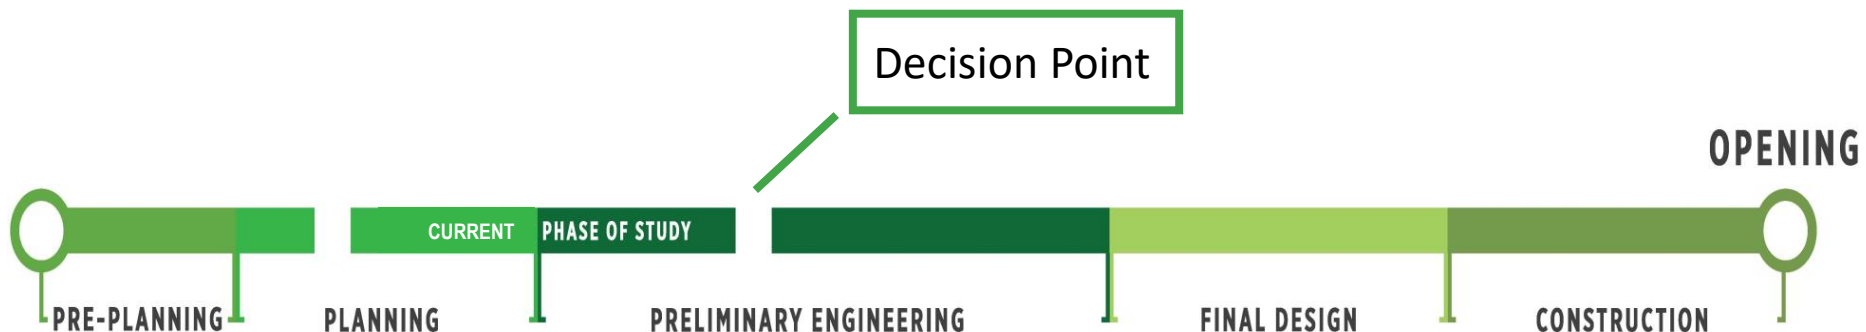 Decision Point
OPENING
CURRENT PHASE OF STUDY
PRE-PLANNING
PLANNING
PRELIMINARY ENGINEERING
FINAL DESIGN
CONSTRUCTION